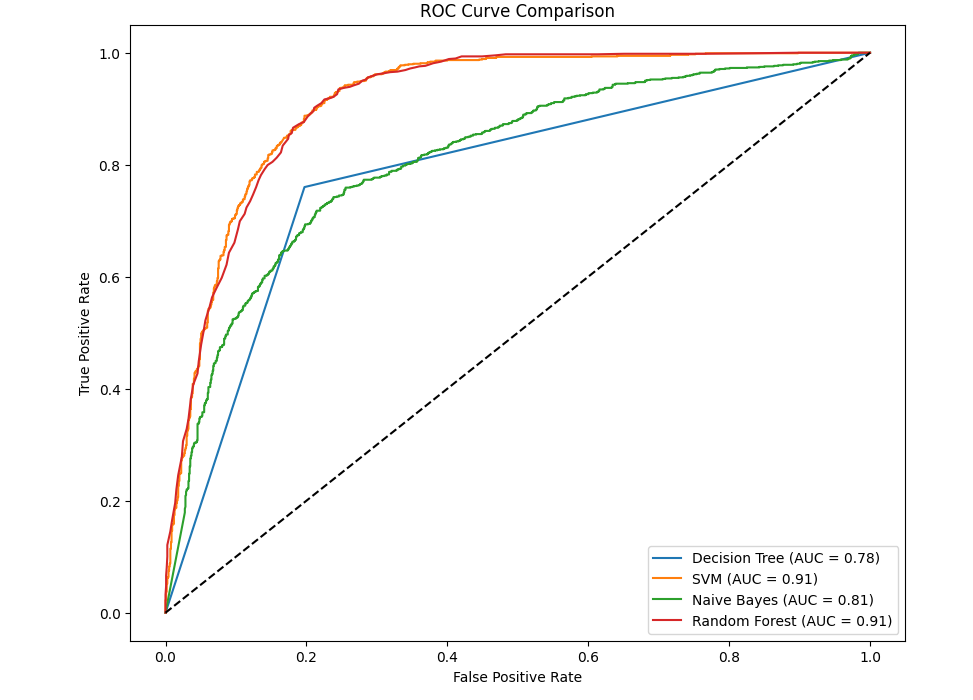 ROC Curve Comparison
True Positive Rate
1.0
0.8
0.6
0.4
0.2
0.0
Decision Tree (AUC = 0.78)
SVM (AUC = 0.91)
Naive Bayes (AUC = 0.81)
Random Forest (AUC = 0.91)
0.0 0.2 0.4 0.6 0.8 1.0
False Positive Rate